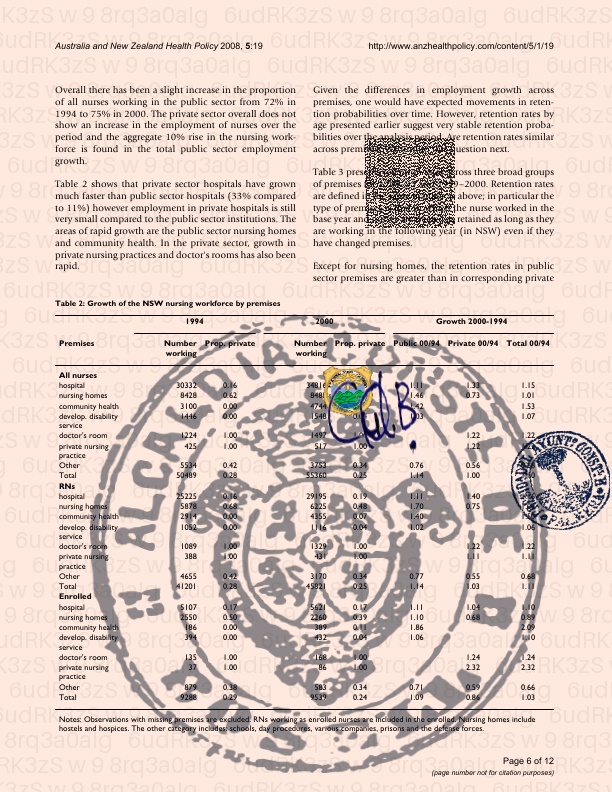 Australia and New Zealand Health Policy 2008, 5:19
http://www.anzhealthpolicy.com/content/5/1/19
Overall there has been a slight increase in the proportion
of all nurses working in the public sector from 72% in
1994 to 75% in 2000. The private sector overall does not
show an increase in the employment of nurses over the
period and the aggregate 10% rise in the nursing work-
force is found in the total public sector employment
growth.
Table 2 shows that private sector hospitals have grown
much faster than public sector hospitals (33% compared
to 11%) however employment in private hospitals is still
very small compared to the public sector institutions. The
areas of rapid growth are the public sector nursing homes
and community health. In the private sector, growth in
private nursing practices and doctor's rooms has also been
rapid.
Given the differences in employment growth across
premises, one would have expected movements in reten-
tion probabilities over time. However, retention rates by
age presented earlier suggest very stable retention proba-
bilities over the analysis period. Are retention rates similar
across question next.
Table 3 across three broad groups
of premises 2000. Retention rates
are defined above; in particular the
type of the nurse worked in the
base year and retained as long as they
are working in the following year (in NSW) even if they
have changed premises.
Except for nursing homes, the retention rates in public
sector premises are greater than in corresponding private
Table 2: Growth of the NSW nursing workforce by premises
1994 2000 Growth 2000-1994
Premises Number working Prop. private Number working Prop. private Public 00/94 Private 00/94 Total 00/94
All nurses
hospital 30332 0.16 1.11 1.33 1.15
nursing homes 8428 0.62 1.46 0.73 1.01
community health 3100 0.00 4744 1.53
develop. disability service 1446 0.00 1548 1.07
doctor's room 1224 1.00 1497 1.22 1.22
private nursing practice 425 1.00 517 1.00 1.22
Other 5534 0.42 3753 0.34 0.76 0.56
Total 50489 0.28 55360 0.25 1.14 1.00
RNs
hospital 25225 0.16 29195 0.19 1.11 1.40
nursing homes 5878 0.68 6225 0.48 1.70 0.75
community health 2914 0.00 4355 0.07 1.40
develop. disability service 1052 0.00 1116 0.04 1.02 1.06
doctor's room 1089 1.00 1329 1.00 1.22 1.22
private nursing practice 388 1.00 431 1.00 1.11 1.11
Other 4655 0.42 3170 0.34 0.77 0.55 0.68
Total 41201 0.28 45821 0.25 1.14 1.03 1.11
Enrolled
hospital 5107 0.17 5621 0.17 1.11 1.04 1.10
nursing homes 2550 0.50 2260 0.39 1.10 0.68 0.89
community health 186 0.00 389 0.11 1.86 2.09
develop. disability service 394 0.00 432 0.04 1.06 1.10
doctor's room 135 1.00 168 1.00 1.24 1.24
private nursing practice 37 1.00 86 1.00 2.32 2.32
Other 879 0.38 583 0.34 0.71 0.59 0.66
Total 9288 0.29 9539 0.24 1.09 0.86 1.03
Notes: Observations with missing premises are excluded. RNs working as enrolled nurses are included in the enrolled. Nursing homes include
hostels and hospices. The other category includes: schools, day procedures, various companies, prisons and the defense forces.
Page 6 of 12
(page number not for citation purposes)